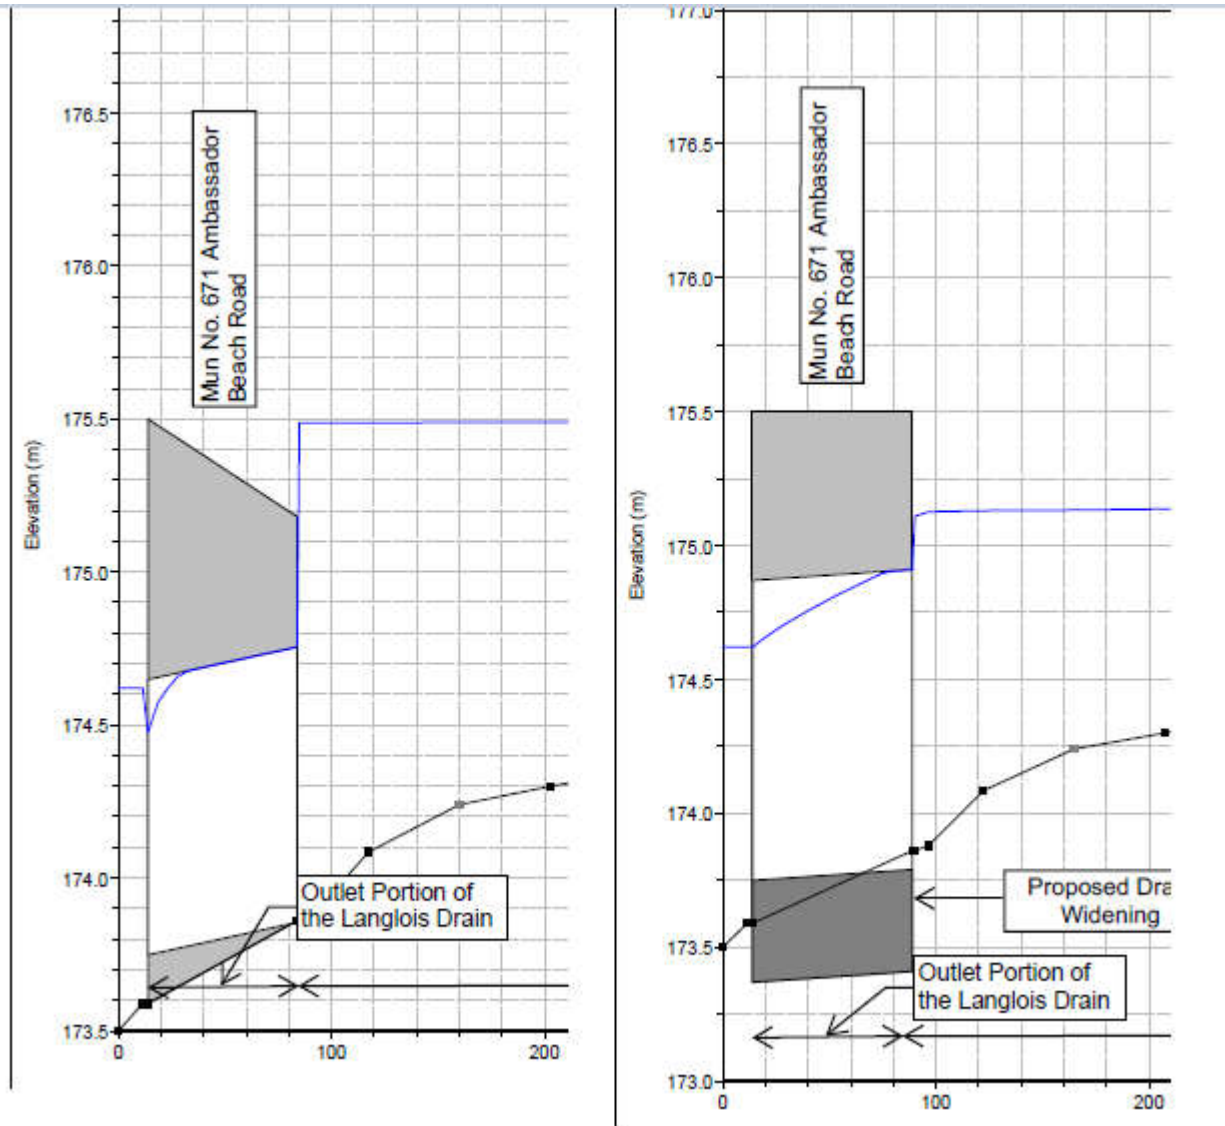 176.5
176.0
175.5
175.0
174.5
174.0
173.5
Elevation (m)
Mun No. 671 Ambassador
Beach Road
Outlet Portion of
the Langlois Drain
0
100
200
177.0
176.5
176.0
175.5
175.0
174.5
174.0
173.5
173.0
Elevation (m)
Mun No. 671 Ambassador
Beach Road
Proposed Dra
Widening
Outlet Portion of
the Langlois Drain
0
100
200